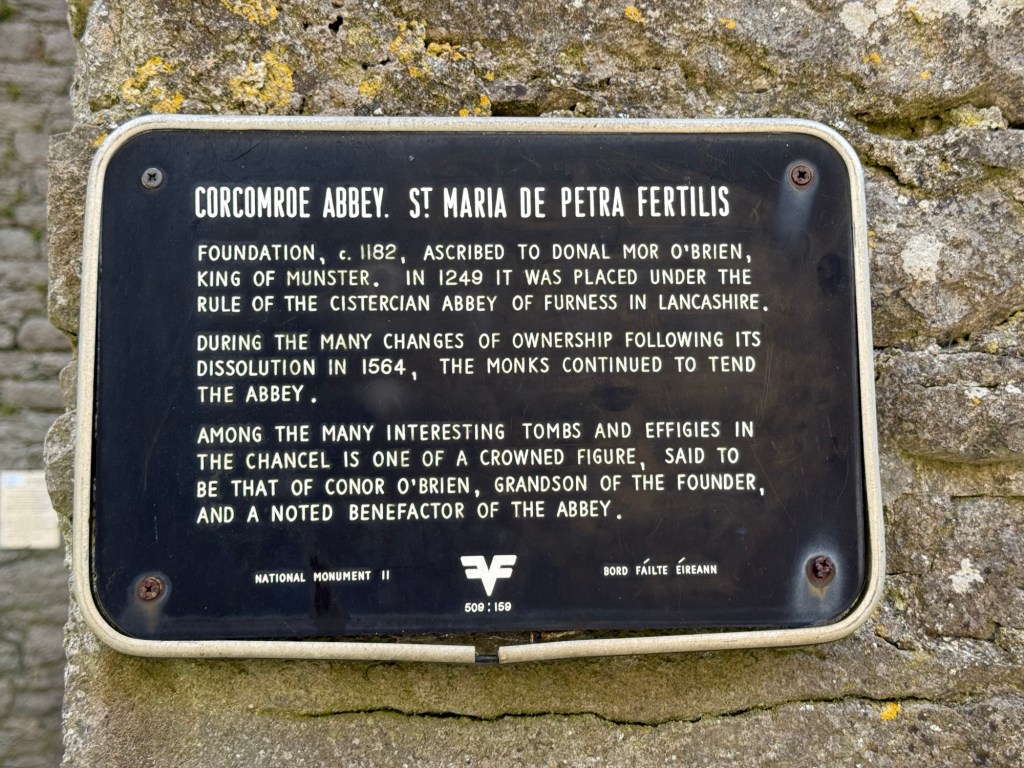 CORCOMROE ABBEY. ST MARIA DE PETRA FERTILIS
FOUNDATION, c. 1182, ASCRIBED TO DONAL MOR O'BRIEN,
KING OF MUNSTER. IN 1249 IT WAS PLACED UNDER THE
RULE OF THE CISTERCIAN ABBEY OF FURNESS IN LANCASHIRE.
DURING THE MANY CHANGES OF OWNERSHIP FOLLOWING ITS
DISSOLUTION IN 1564, THE MONKS CONTINUED TO TEND
THE ABBEY.
AMONG THE MANY INTERESTING TOMBS AND EFFIGIES IN
THE CHANCEL IS ONE OF A CROWNED FIGURE, SAID TO
BE THAT OF CONOR O'BRIEN, GRANDSON OF THE FOUNDER,
AND A NOTED BENEFACTOR OF THE ABBEY.
NATIONAL MONUMENT 11
BORD FÁILTE ÉIREANN
509:159